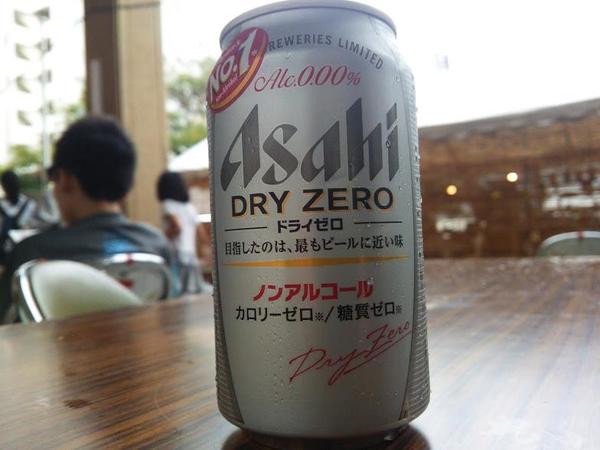 BREWERIES LIMITED
NO.1
Alc.0.00%
Asahi
DRY ZERO
ドライゼロ
目指したのは、最もビールに近い味
ノンアルコール
カロリーゼロ※/糖質ゼロ※
Dry Zero